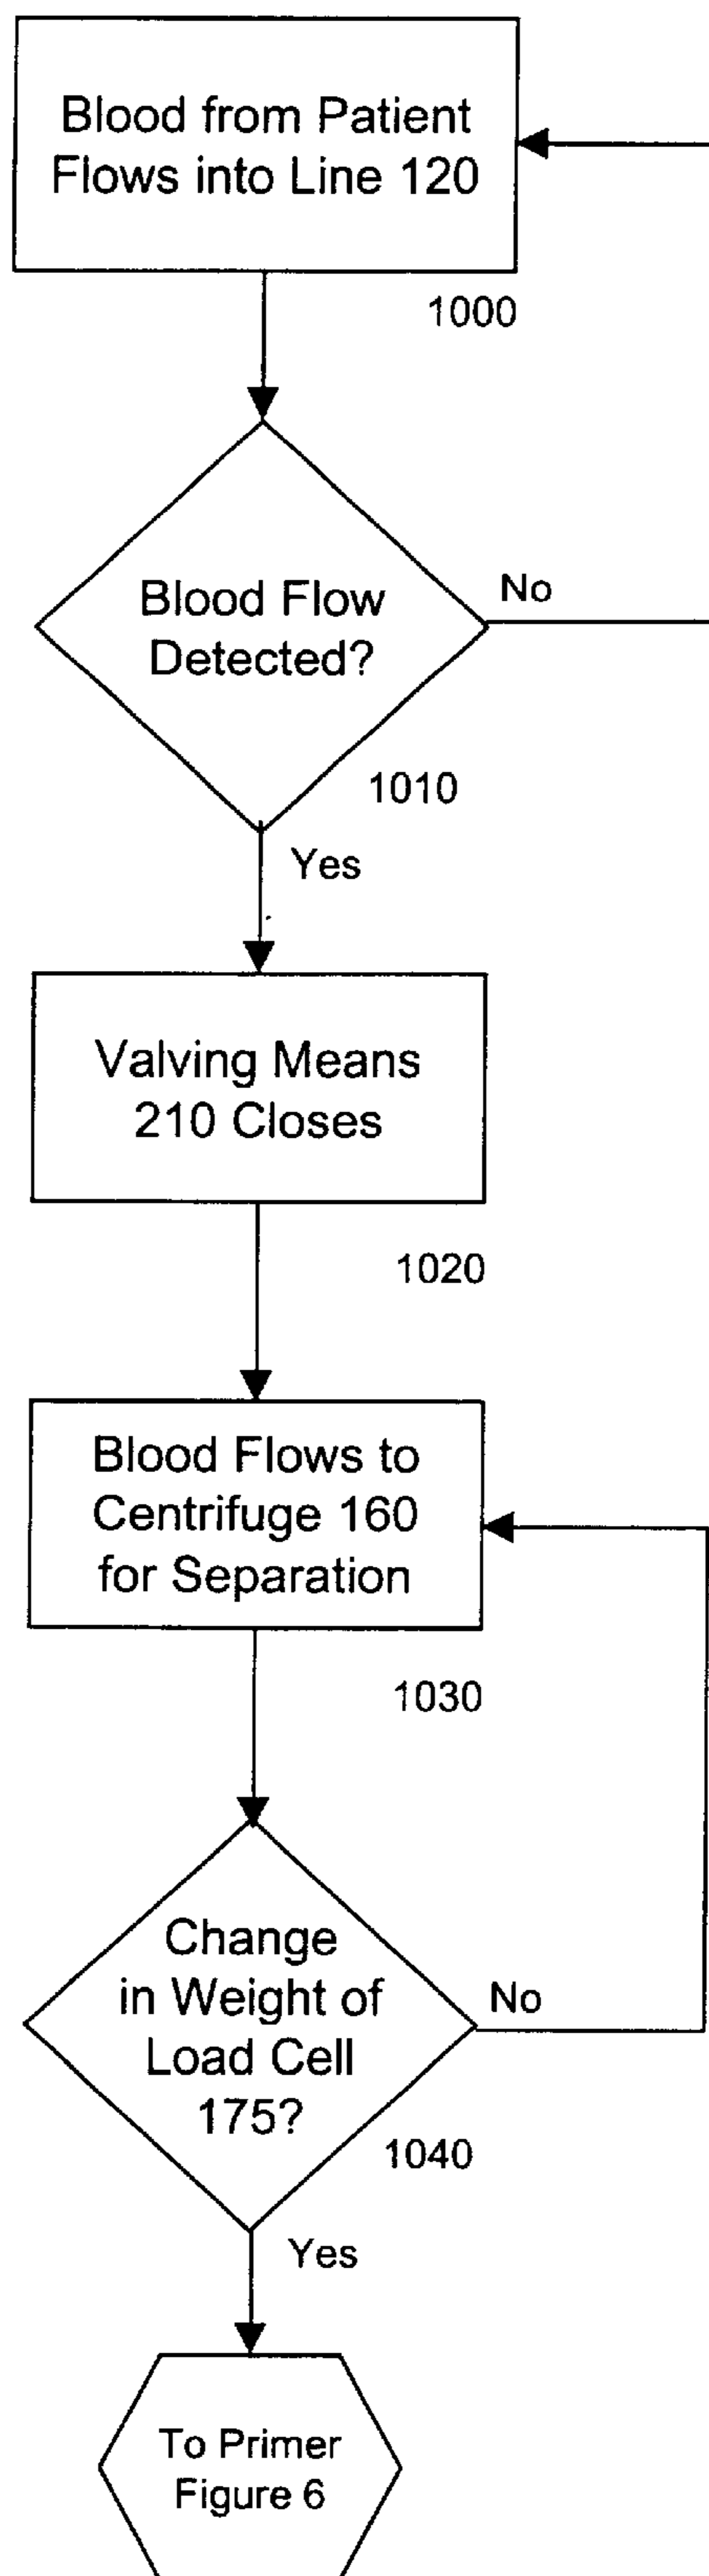 Blood from Patient
Flows into Line 120
1000
Blood Flow
Detected?
No
1010
Yes
Valving Means
210 Closes
1020
Blood Flows to
Centrifuge 160
for Separation
1030
Change
in Weight of
Load Cell
175?
No
1040
Yes
To Primer
Figure 6